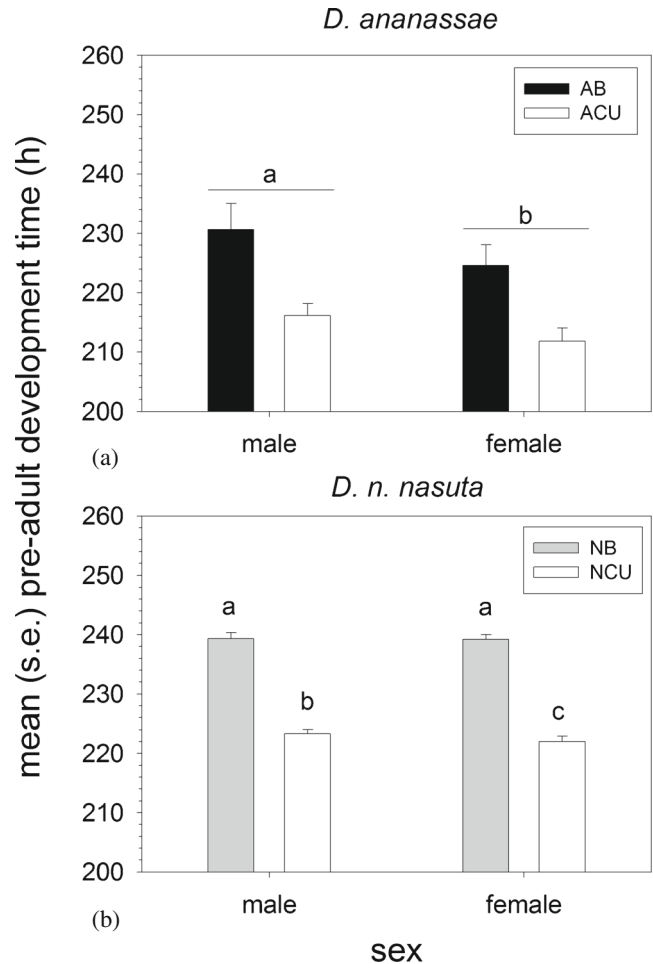 D. ananassae
mean (s.e.) pre-adult development time (h)
260
250
240
230
220
210
200
AB
ACU
a
b
male
female
(a)
D. n. nasuta
260
250
240
230
220
210
200
NB
NCU
a
b
a
c
male
female
(b)
sex